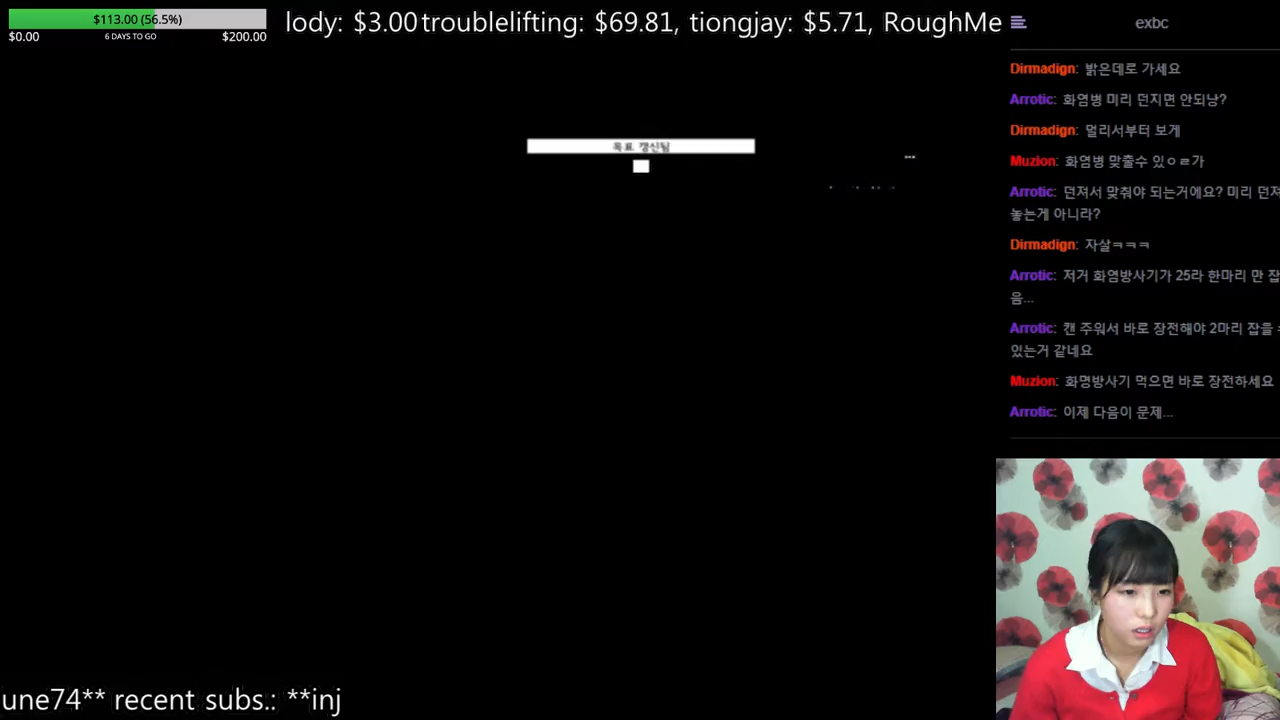 $113.00 (56.5%)
$0.00
6 DAYS TO GO
$200.00
lody: $3.00troublelifting: $69.81, tiongjay: $5.71, RoughMe
exbc
Dirmadign: 밝은데로 가세요
Arrotic: 화염병 미리 던지면 안되낭?
Dirmadign: 멀리서부터 보게
Muzion: 화염병 맞출수 있ㅇㄹ가
Arrotic: 던져서 맞춰야 되는거에요? 미리 던져
놓는게 아니라?
Dirmadign: 자살ㅋㅋㅋ
Arrotic: 저거 화염방사기가 25라 한마리 만 잡
음...
Arrotic: 캔 주워서 바로 장전해야 2마리 잡을
있는거 같네요
Muzion: 화명방사기 먹으면 바로 장전하세요
Arrotic: 이제 다음이 문제...
목표 갱신됨
une74** recent subs.: **inj